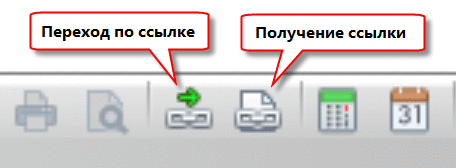 Переход по ссылке
Получение ссылки
31